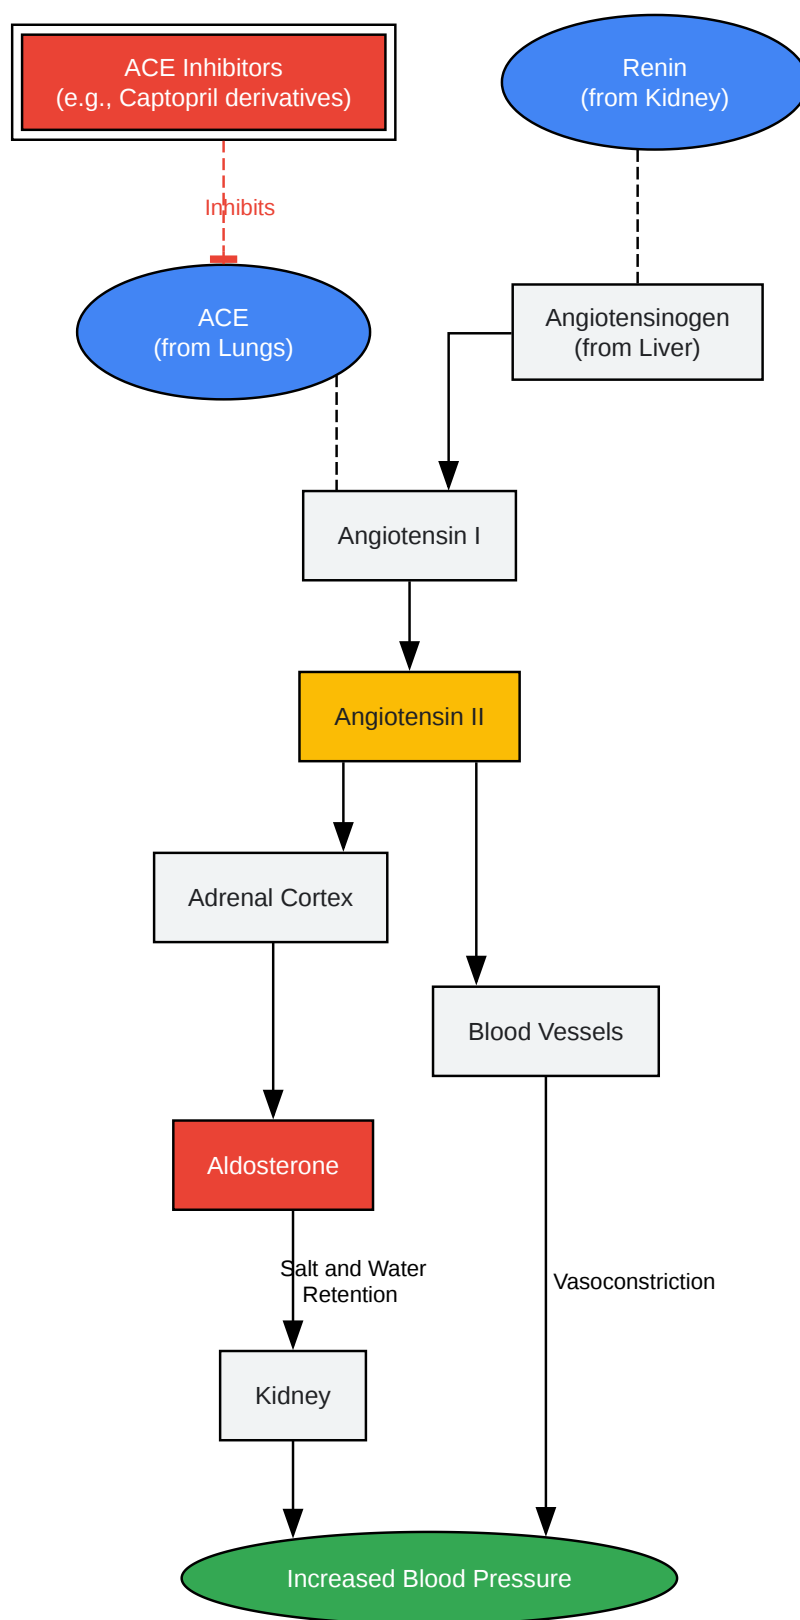 ACE Inhibitors
(e.g., Captopril derivatives)
Renin
(from Kidney)
Inhibits
ACE
(from Lungs)
Angiotensinogen
(from Liver)
Angiotensin I
Angiotensin II
Adrenal Cortex
Blood Vessels
Aldosterone
Salt and Water
Retention
Vasoconstriction
Kidney
Increased Blood Pressure